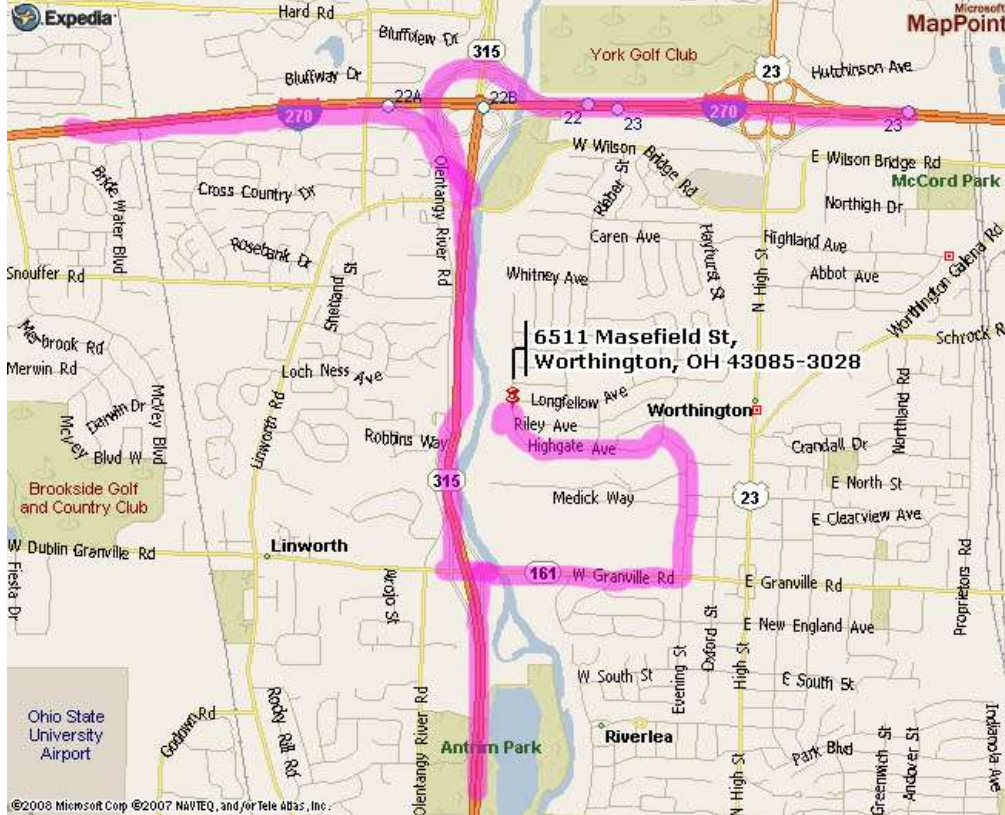 Expedia
Hard Rd
Microsoft
MapPoint
Bluffview Dr
315
York Golf Club
23
Hutchinson Ave
Bluffway Dr
22A
22B
270
22
23
270
23
W Wilson Bridge Rd
E Wilson Bridge Rd
McCord Park
Bride Water Blvd
Cross Country Dr
Olentangy River Rd
Riebel St
Northigh Dr
Caren Ave
Hayhurst St
Highland Ave
Rosebank Dr
Snouffer Rd
Shetland St
Whitney Ave
N High St
Abbot Ave
Worthington Galena Rd
Schrock R
6511 Masefield St,
Worthington, OH 43085-3028
Merbrook Rd
Merwin Rd
Loch Ness Ave
Longfellow Ave
Worthington
Northland Rd
Darwin Dr
McVey Blvd
Linworth Rd
Riley Ave
Robbins Way
Highgate Ave
Crandall Dr
McVey Blvd W
315
Brookside Golf
and Country Club
Medick Way
23
E North St
E Clearview Ave
W Dublin Granville Rd
Linworth
161
W Granville Rd
E Granville Rd
Fiesta Dr
Arrojo St
Proprietors Rd
Oxford St
E New England Ave
W South St
Evening St
High St
E South St
Ohio State
University
Airport
Godown Rd
Rocky Rill Rd
Olentangy River Rd
Antrim Park
Riverlea
Park Blvd
N High St
Greenwich St
Andover St
Indianola Ave
©2008 Microsoft Corp ©2007 NAVTEQ, and/or Tele Atlas, Inc.